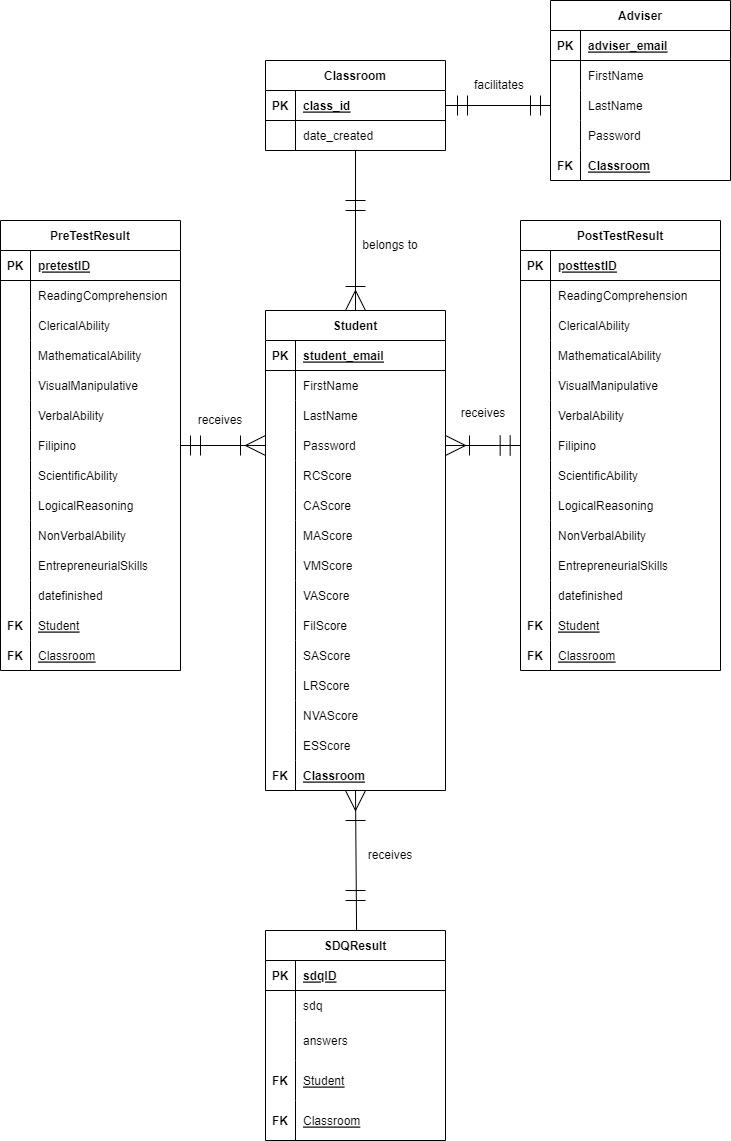 Adviser
PK adviser_email
FirstName
LastName
Password
FK Classroom
Classroom
PK class_id
date_created
facilitates
belongs to
PreTestResult
PK pretestID
ReadingComprehension
ClericalAbility
MathematicalAbility
VisualManipulative
VerbalAbility
Filipino
ScientificAbility
LogicalReasoning
NonVerbalAbility
EntrepreneurialSkills
datefinished
FK Student
FK Classroom
receives
Student
PK student_email
FirstName
LastName
Password
RCScore
CAScore
MAScore
VMScore
VAScore
FilScore
SAScore
LRScore
NVAScore
ESScore
FK Classroom
receives
PostTestResult
PK posttestID
ReadingComprehension
ClericalAbility
MathematicalAbility
VisualManipulative
VerbalAbility
Filipino
ScientificAbility
LogicalReasoning
NonVerbalAbility
EntrepreneurialSkills
datefinished
FK Student
FK Classroom
receives
SDQResult
PK sdqID
sdq
answers
FK Student
FK Classroom